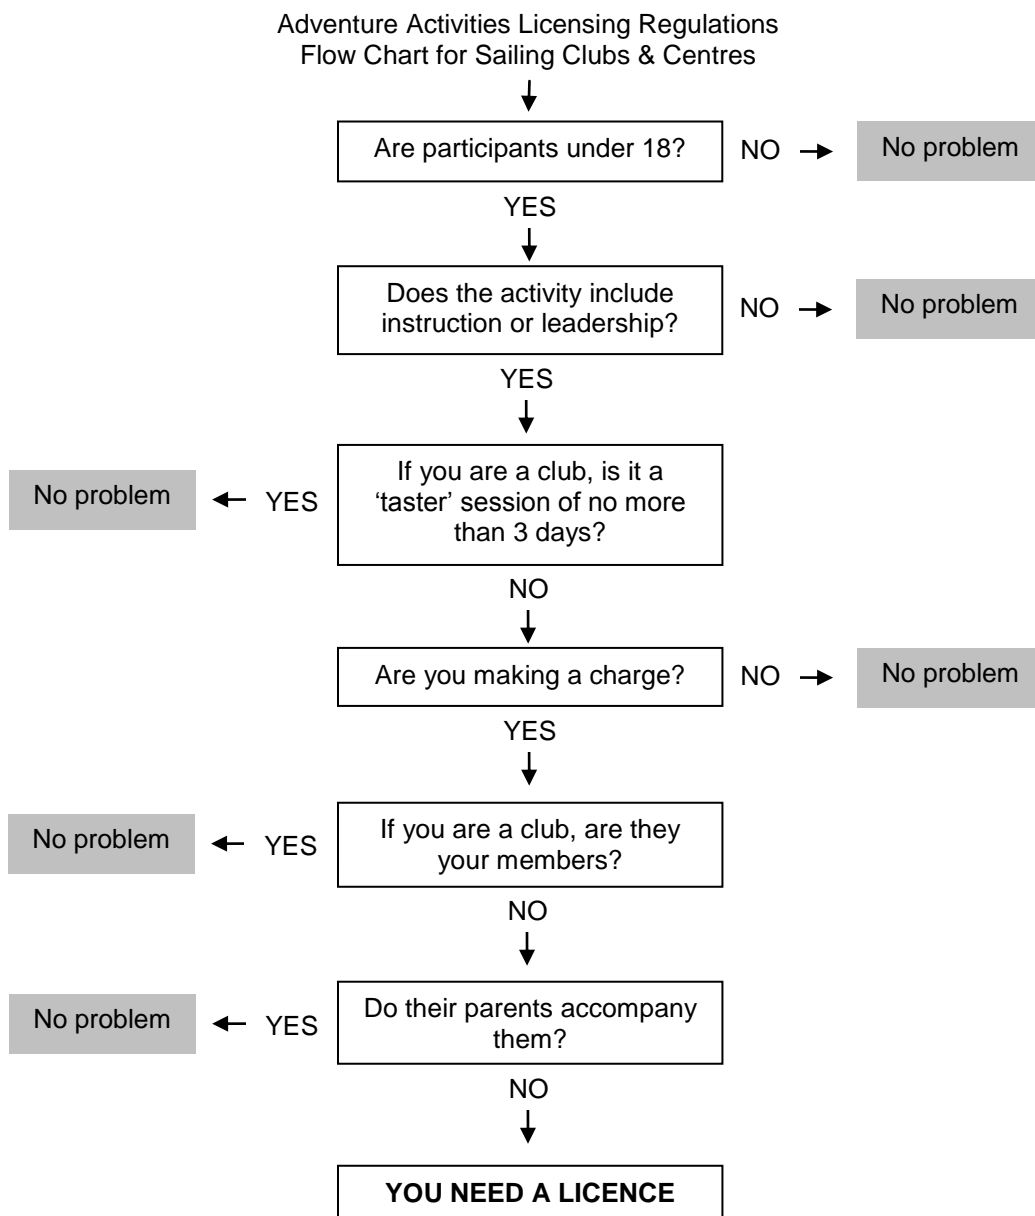 Adventure Activities Licensing Regulations
Flow Chart for Sailing Clubs & Centres
Are participants under 18?
NO
No problem
YES
Does the activity include
instruction or leadership?
NO
No problem
YES
If you are a club, is it a
‘taster’ session of no more
than 3 days?
YES
No problem
NO
Are you making a charge?
NO
No problem
YES
If you are a club, are they
your members?
YES
No problem
NO
Do their parents accompany
them?
YES
No problem
NO
YOU NEED A LICENCE